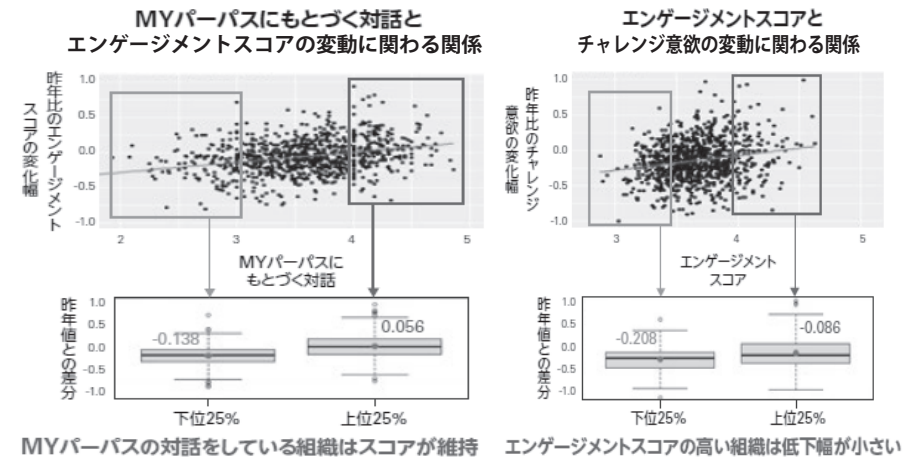 MYパーパスにもとづく対話と
エンゲージメントスコアの変動に関わる関係
昨年比のエンゲージメント
スコアの変化幅
1.0
0.5
0.0
-0.5
-1.0
2
3
4
5
MYパーパスに
もとづく対話
昨年値との差分
1.0
0.5
0.0
-0.5
-1.0
-0.138
0.056
下位25%
上位25%
MYパーパスの対話をしている組織はスコアが維持
エンゲージメントスコアと
チャレンジ意欲の変動に関わる関係
昨年比のチャレンジ
意欲の変化幅
1.0
0.5
0.0
-0.5
-1.0
3
4
5
エンゲージメント
スコア
昨年値との差分
1.0
0.5
0.0
-0.5
-1.0
-0.208
-0.086
下位25%
上位25%
エンゲージメントスコアの高い組織は低下幅が小さい